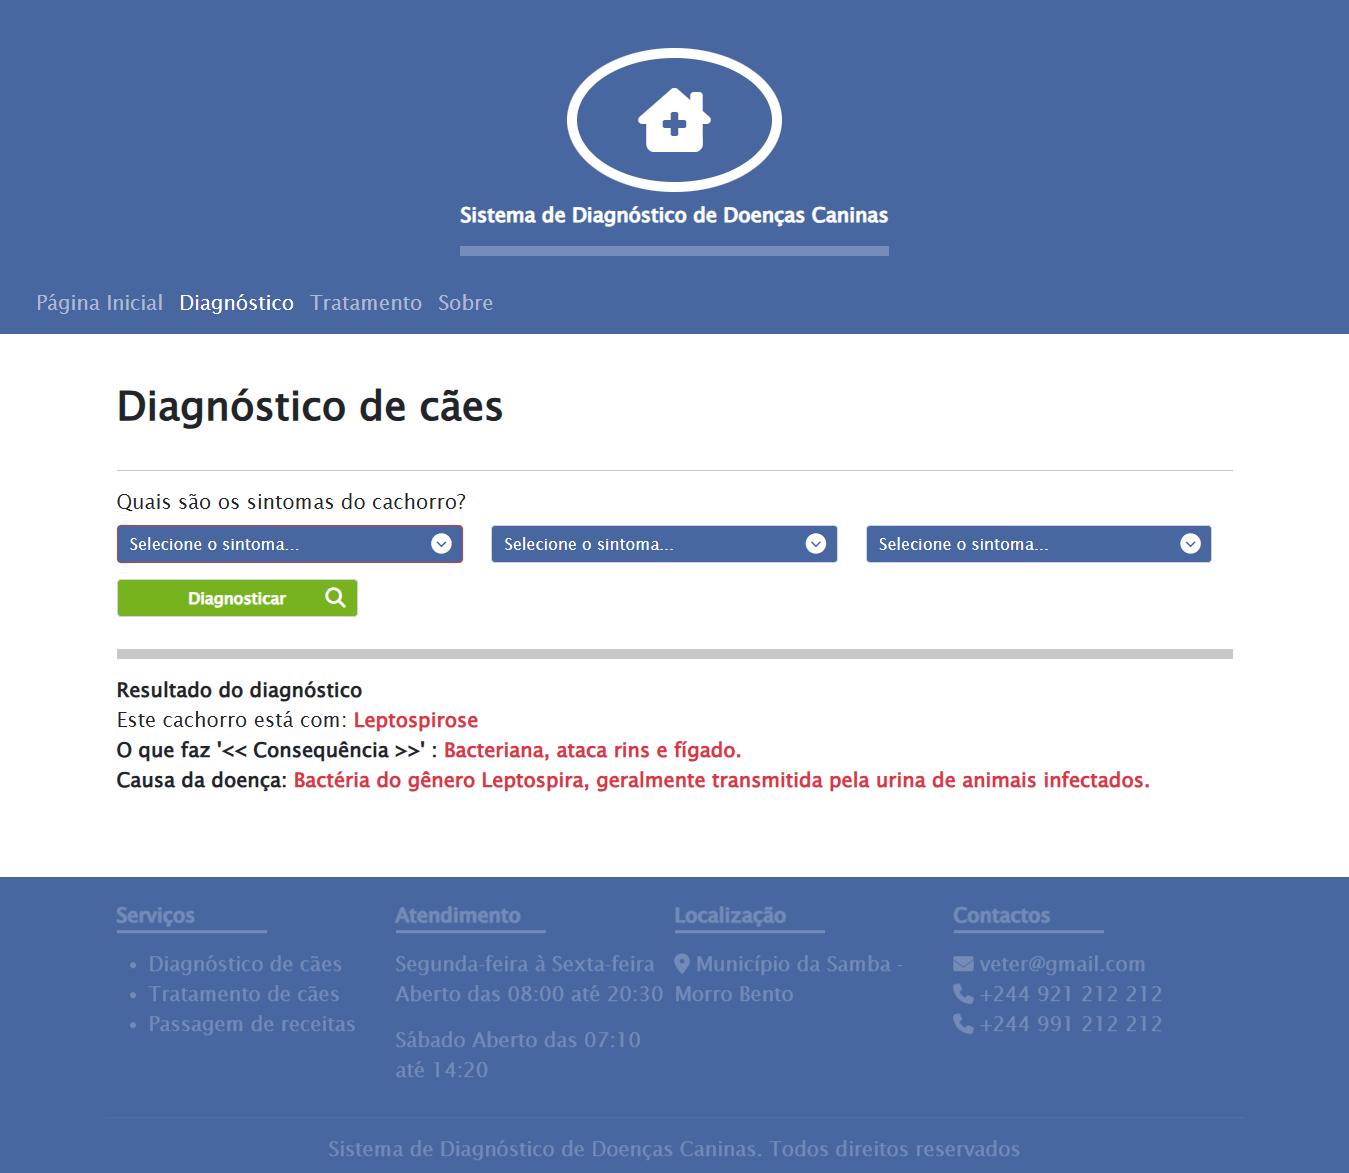 Sistema de Diagnóstico de Doenças Caninas
Página Inicial Diagnóstico Tratamento Sobre
Diagnóstico de cães
Quais são os sintomas do cachorro?
Selecione o sintoma... Selecione o sintoma... Selecione o sintoma...
Diagnosticar
Resultado do diagnóstico
Este cachorro está com: Leptospirose
O que faz '<< Consequência >>' : Bacteriana, ataca rins e fígado.
Causa da doença: Bactéria do gênero Leptospira, geralmente transmitida pela urina de animais infectados.
Serviços
Diagnóstico de cães
Tratamento de cães
Passagem de receitas
Atendimento
Segunda-feira à Sexta-feira
Aberto das 08:00 até 20:30
Sábado Aberto das 07:10
até 14:20
Localização
Município da Samba -
Morro Bento
Contactos
veter@gmail.com
+244 921 212 212
+244 991 212 212
Sistema de Diagnóstico de Doenças Caninas. Todos direitos reservados